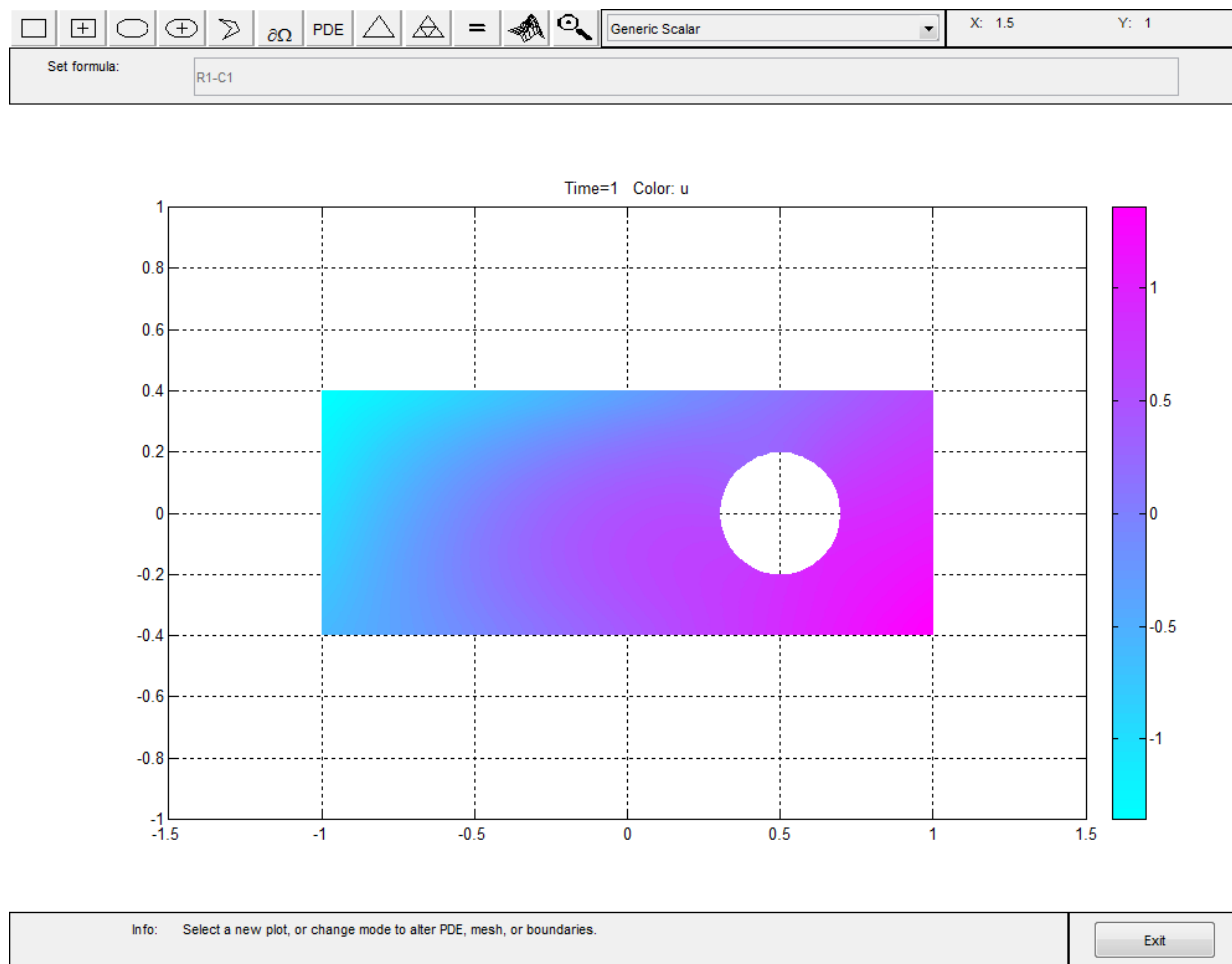 ∂Ω PDE = Generic Scalar X: 1.5 Y: 1
Set formula: R1-C1
Time=1 Color: u
1
0.8
0.6
0.4
0.2
0
-0.2
-0.4
-0.6
-0.8
-1
-1.5 -1 -0.5 0 0.5 1 1.5
1
0.5
0
-0.5
-1
Info: Select a new plot, or change mode to alter PDE, mesh, or boundaries.
Exit